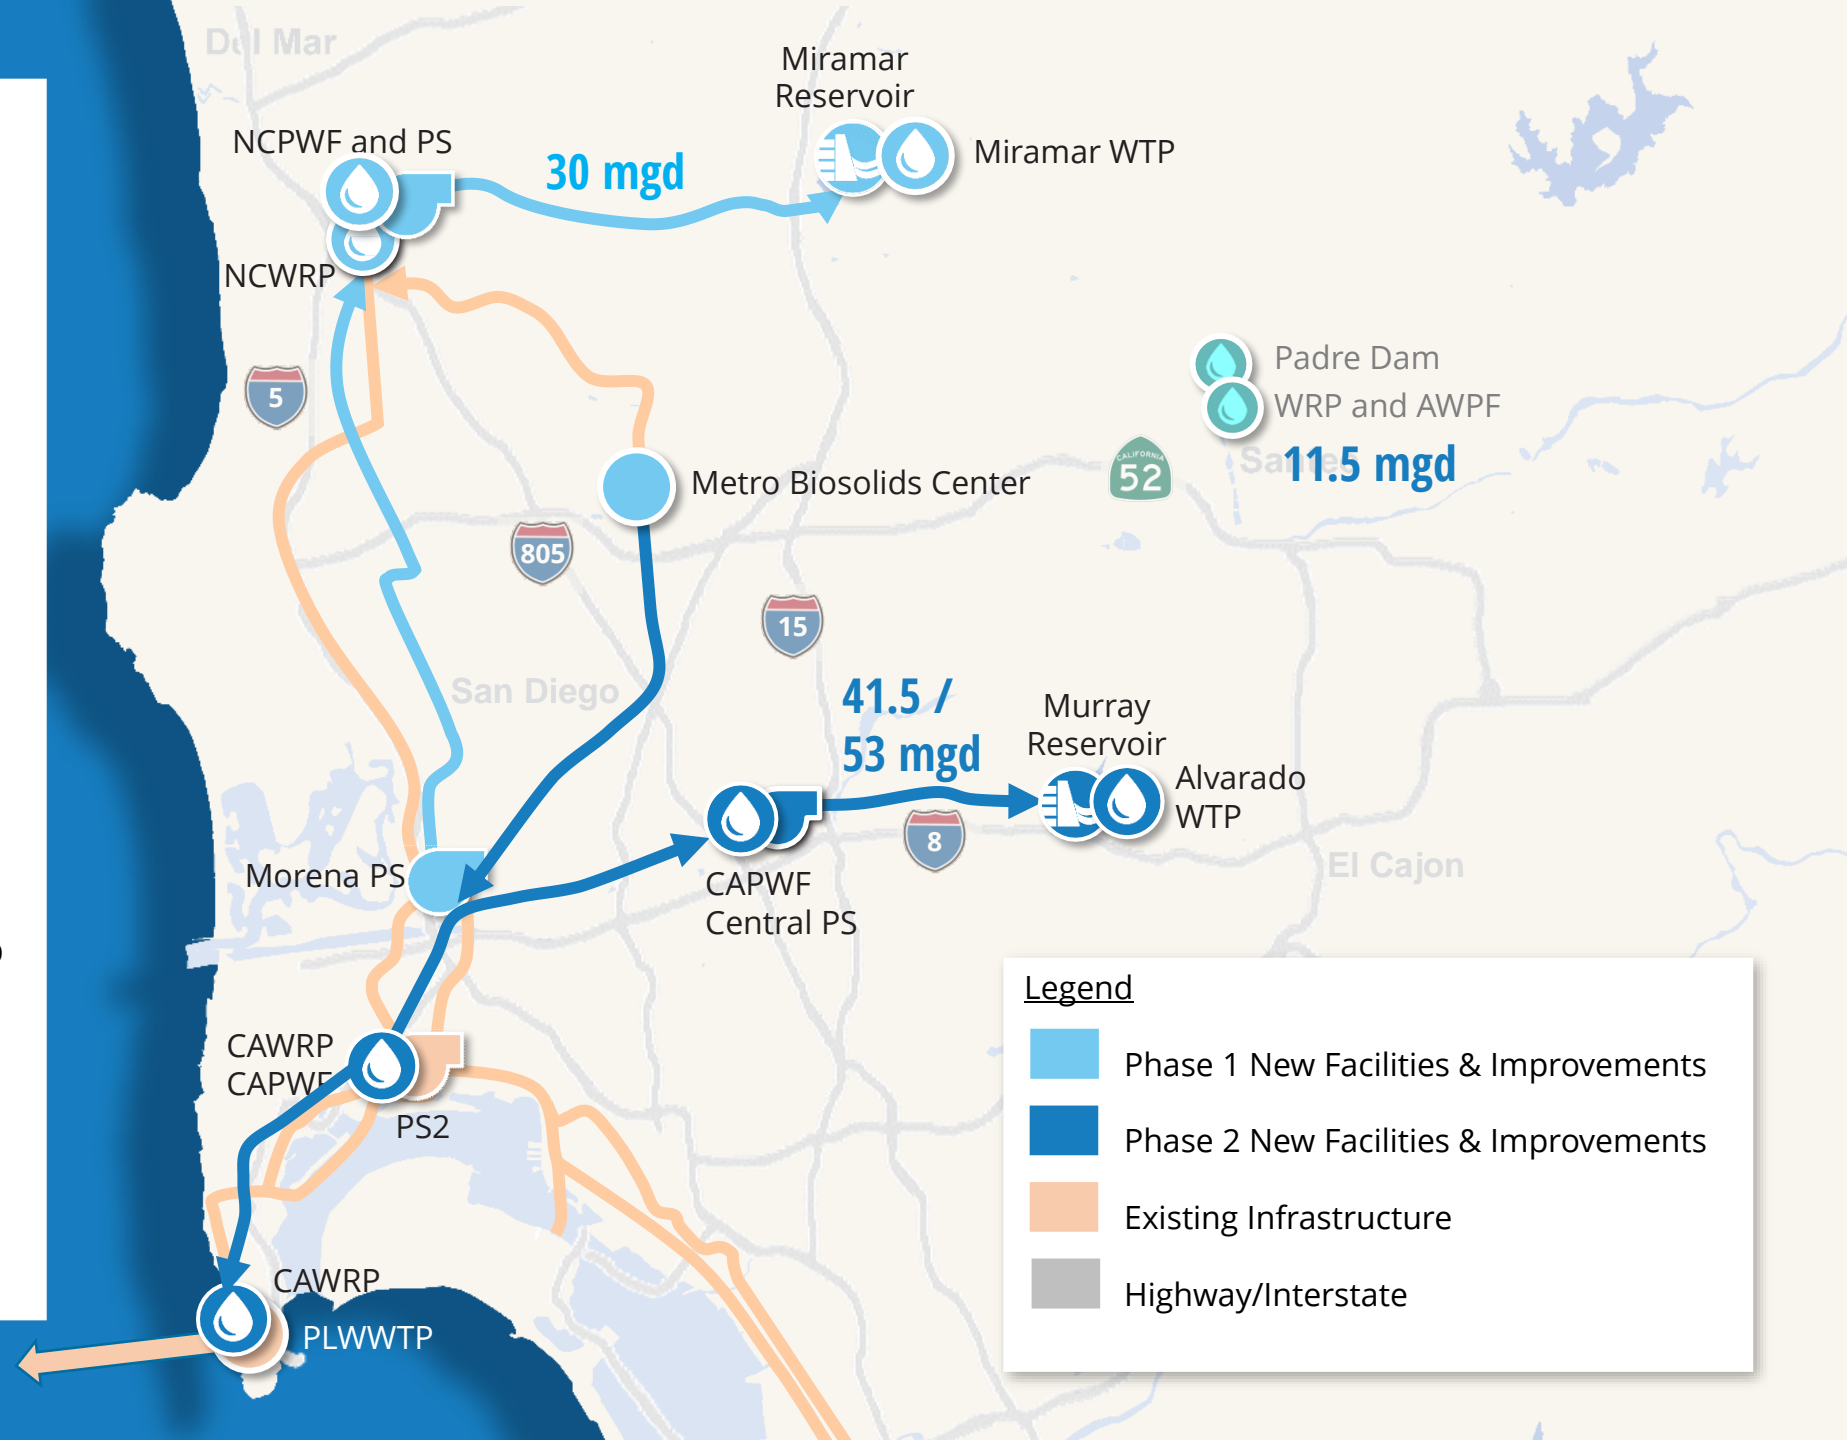 Del Mar
Miramar
Reservoir
NCPWF and PS
30 mgd
Miramar WTP
NCWRP
5
Padre Dam
WRP and AWPF
11.5 mgd
CALIFORNIA
52
Metro Biosolids Center
805
15
San Diego
41.5 /
53 mgd
Murray
Reservoir
Alvarado
WTP
8
El Cajon
Morena PS
CAPWF
Central PS
CAWRP
CAPWF
PS2
CAWRP
PLWWTP
Legend
Phase 1 New Facilities & Improvements
Phase 2 New Facilities & Improvements
Existing Infrastructure
Highway/Interstate